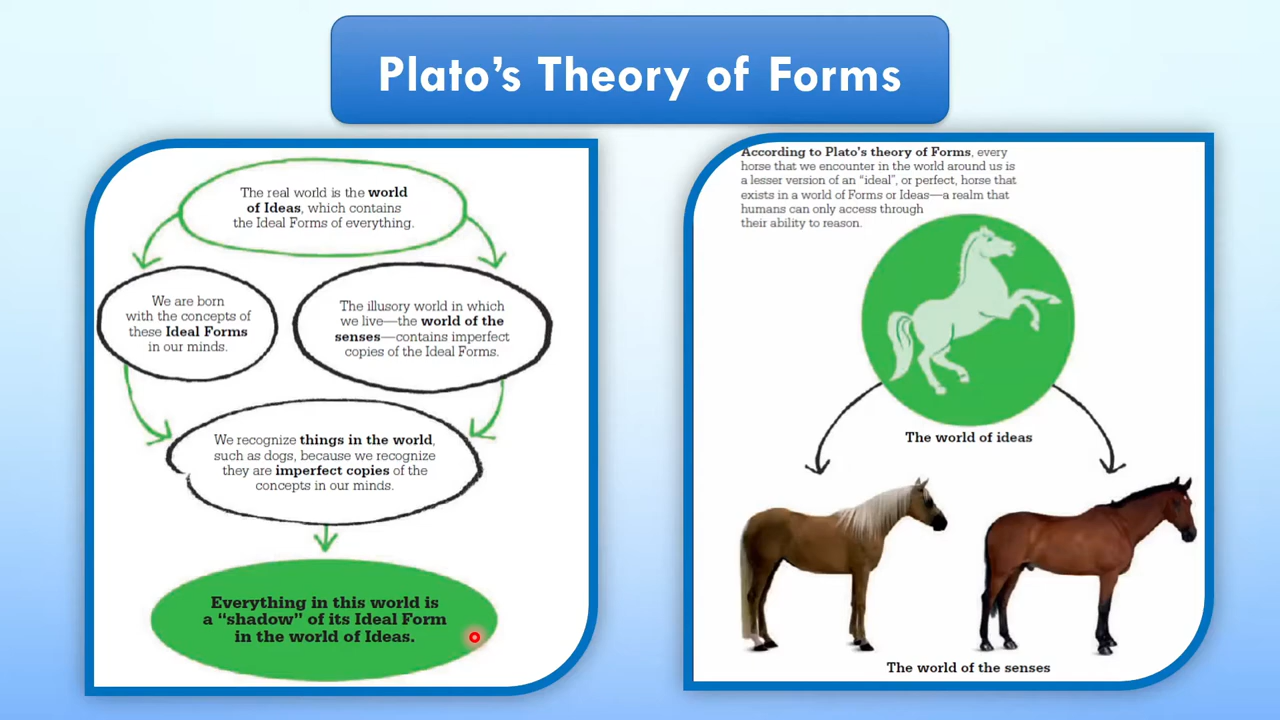 Plato’s Theory of Forms
The real world is the world
of Ideas, which contains
the Ideal Forms of everything.
We are born
with the concepts of
these Ideal Forms
in our minds.
The illusory world in which
we live—the world of the
senses—contains imperfect
copies of the Ideal Forms.
We recognize things in the world,
such as dogs, because we recognize
they are imperfect copies of the
concepts in our minds.
Everything in this world is
a “shadow” of its Ideal Form
in the world of Ideas.
According to Plato’s theory of Forms, every
horse that we encounter in the world around us is
a lesser version of an “ideal”, or perfect, horse that
exists in a world of Forms or Ideas—a realm that
humans can only access through
their ability to reason.
The world of ideas
The world of the senses